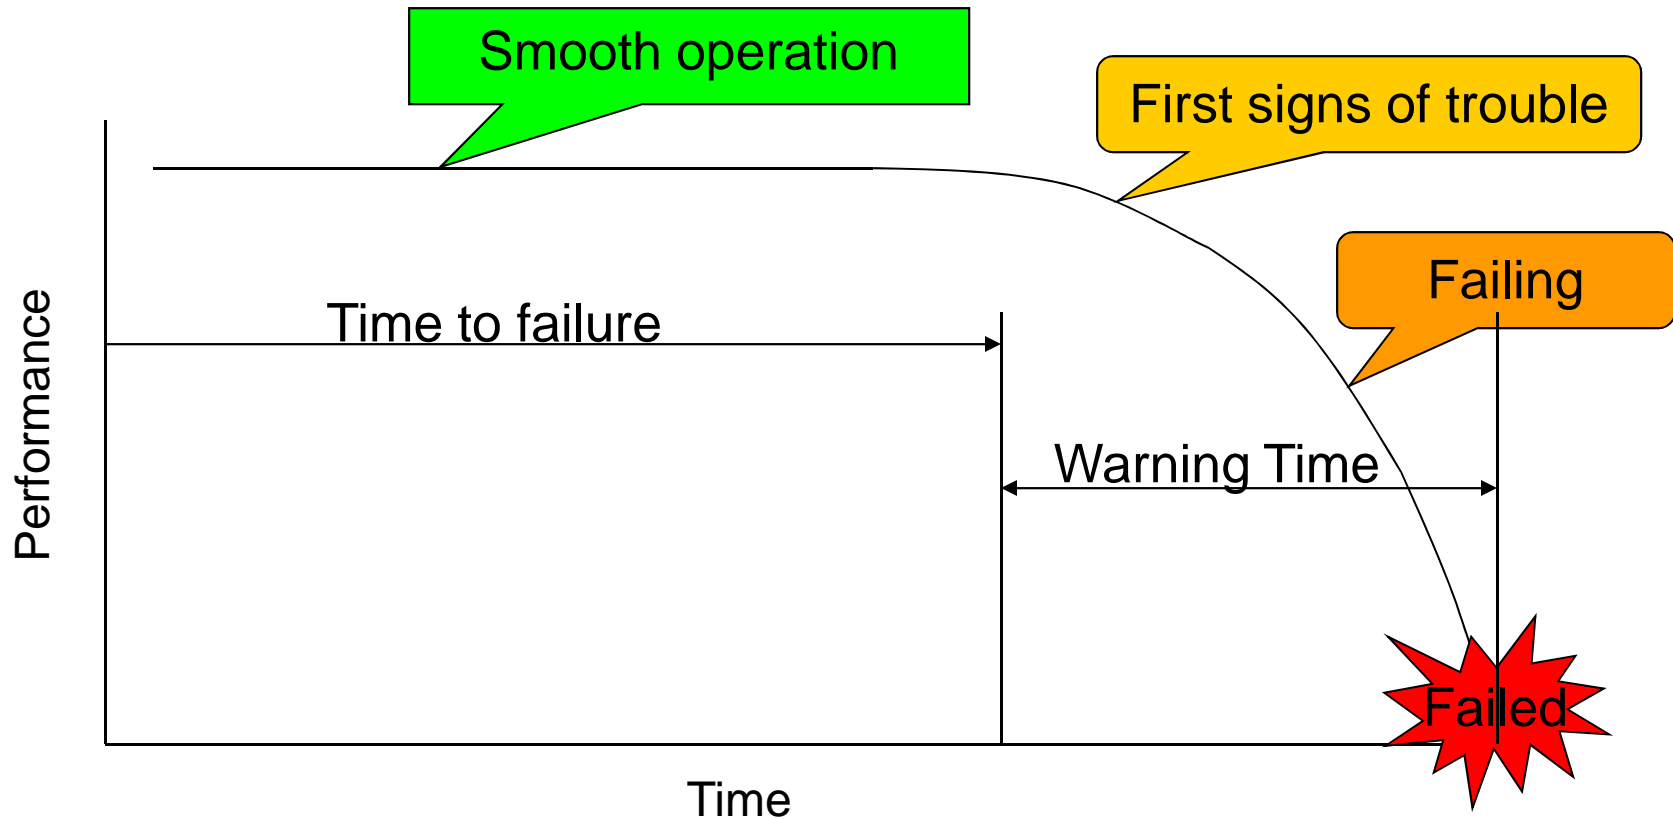 Smooth operation
First signs of trouble
Failing
Time to failure
Warning Time
Performance
Failed
Time